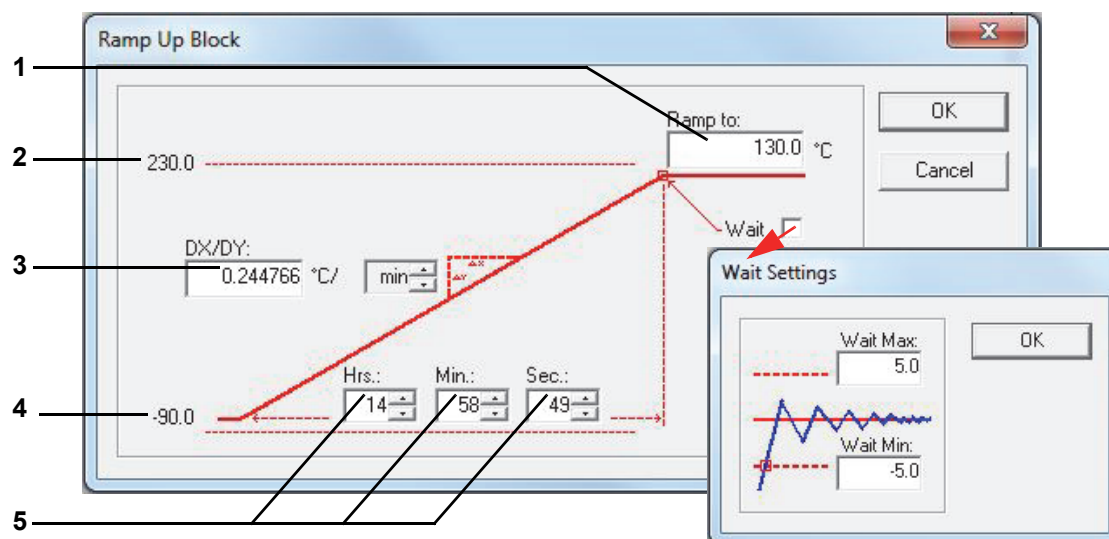 Ramp Up Block
x
1
Ramp to:
130.0 °C
OK
2
230.0
Cancel
Wait
DX/DY:
3
0.244766 °C/ min
ΔX
ΔY
Wait Settings
Wait Max:
5.0
OK
Hrs.: Min.: Sec.:
14 58 49
4
-90.0
Wait Min:
-5.0
5